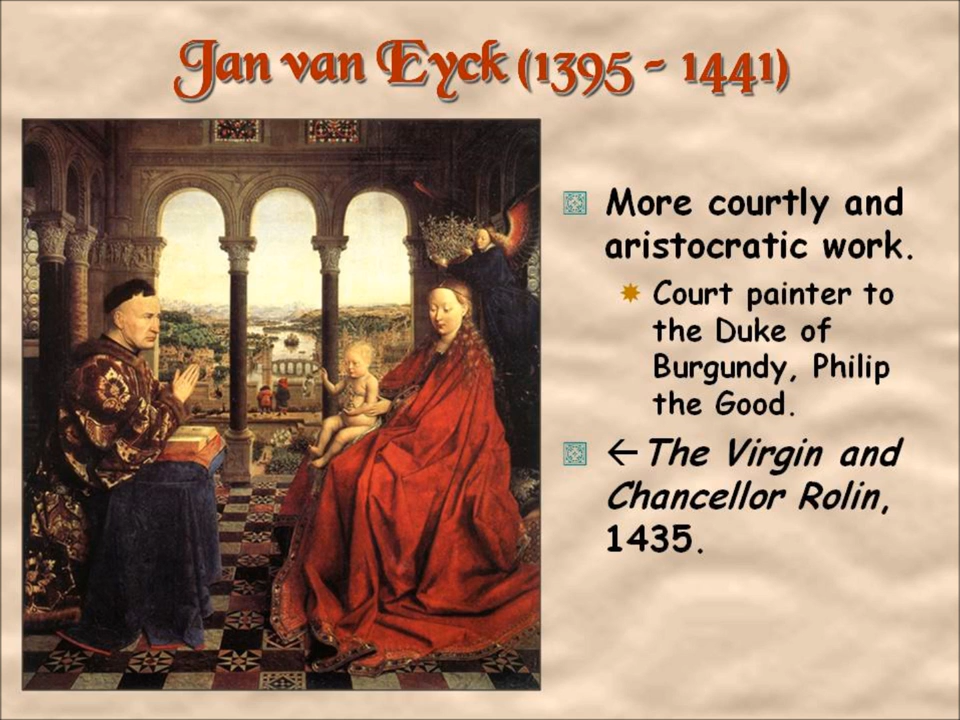 Jan van Eyck (1395 - 1441)
More courtly and
aristocratic work.
Court painter to
the Duke of
Burgundy, Philip
the Good.
←The Virgin and
Chancellor Rolin,
1435.